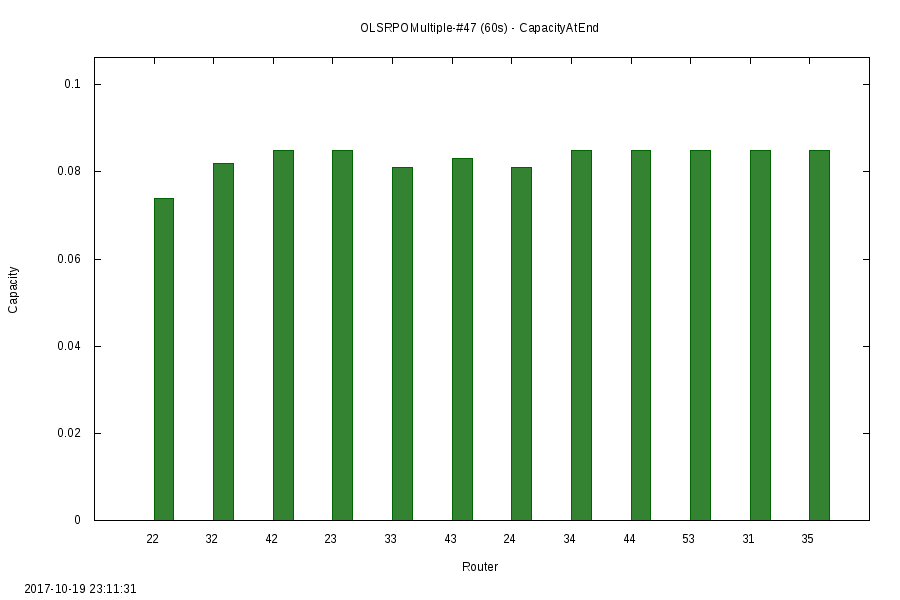 OLSRPOMultiple-#47 (60s) - CapacityAtEnd
0.1
0.08
0.06
0.04
0.02
0
Capacity
22 32 42 23 33 43 24 34 44 53 31 35
Router
2017-10-19 23:11:31